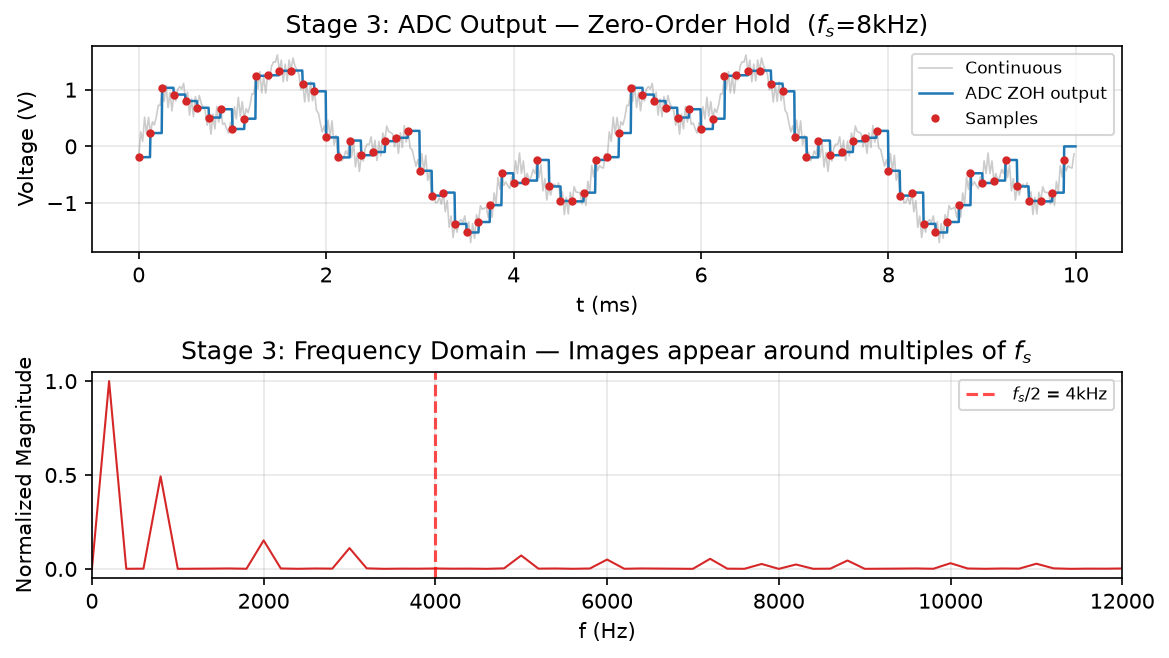 Stage 3: ADC Output — Zero-Order Hold  (fₛ=8kHz)
Voltage (V)
1
0
−1
Continuous
ADC ZOH output
Samples
0 2 4 6 8 10
t (ms)
Stage 3: Frequency Domain — Images appear around multiples of fₛ
Normalized Magnitude
1.0
0.5
0.0
fₛ/2 = 4kHz
0 2000 4000 6000 8000 10000 12000
f (Hz)